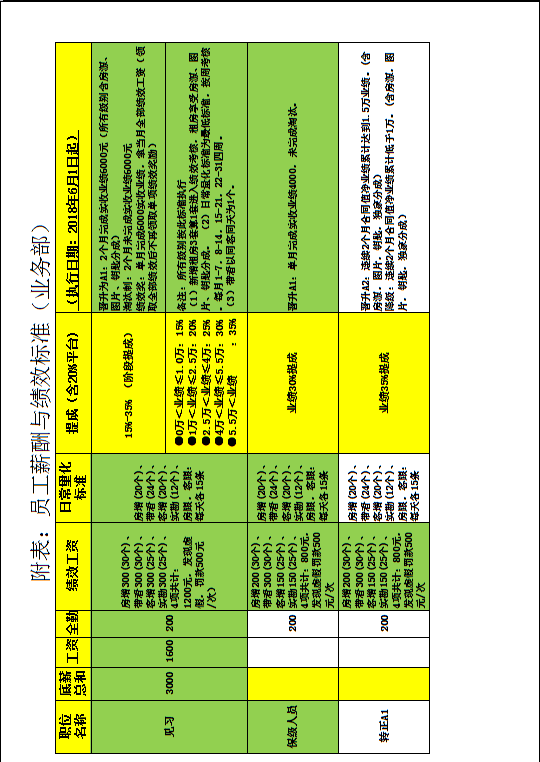 附表：员工薪酬与绩效标准（业务部）
职位名称
底薪总和
工资
全勤
绩效工资
日常量化标准
提成（含20%平台）
（执行日期：2018年6月1日起）
见习
3000
1600
200
房增300(30个)、
带看300(30个)、
客增300(25个)、
实勘300(25个)、
4项共计：
1200元。发现虚
假，罚款500元
/次）
房增(20个)、
带看(24个)、
客增(20个)、
实勘(12个)、
房跟、客跟：
每天各15条
15%-35% （阶段提成）
●0万＜业绩≤1.0万：15%
●1万＜业绩≤2.5万：20%
●2.5万＜业绩≤4万：25%
●4万＜业绩≤5.5万：30%
●5.5万＜业绩 ：35%
晋升为A1：2个月完成实收业绩6000元（所有级别含房源、
图片、钥匙分成）
淘汰制：2个月未完成实收业绩6000元
绩效奖：单月完成6000实收业绩，拿当月全部绩效工资（领
取全部绩效后不再领取单项绩效奖励）
备注：所有级别按此标准执行
（1）新增租房3套算1套进入绩效考核，租房享受房源、图
片、钥匙分成。（2）日常量化标准为最低标准，按周考核
，每月1-7，8-14，15-21，22-31四周。
（3）带看以同客同天为1个。
保级人员
200
房增200(30个)、
带看300(30个)、
客增150(25个)、
实勘150(25个)、
4项共计：800元。
发现虚假罚款500
元/次
房增(20个)、
带看(24个)、
客增(20个)、
实勘(12个)、
房跟、客跟：
每天各15条
业绩30%提成
晋升A1：单月完成实收业绩4000，未完成淘汰。
转正A1
200
房增200(30个)、
带看300(30个)、
客增150(25个)、
实勘150(25个)、
4项共计：800元。
发现虚假罚款500
元/次
房增(20个)、
带看(24个)、
客增(20个)、
实勘(12个)、
房跟、客跟：
每天各15条
业绩35%提成
晋升A2：连续2个月合同值净业绩累计达到1.5万业绩。（含
房源、图片、钥匙、独家分成）
降级：连续2个月合同值净业绩累计低于1万。（含房源、图
片、钥匙、独家分成）